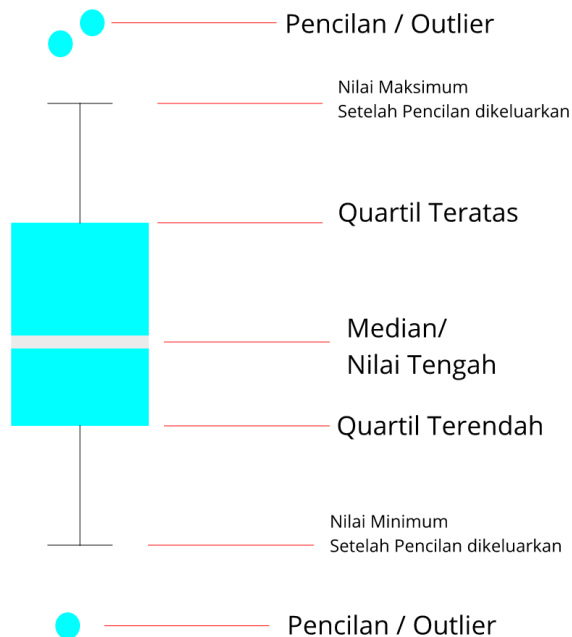 Pencilan / Outlier
Nilai Maksimum
Setelah Pencilan dikeluarkan
Quartil Teratas
Median/
Nilai Tengah
Quartil Terendah
Nilai Minimum
Setelah Pencilan dikeluarkan
Pencilan / Outlier